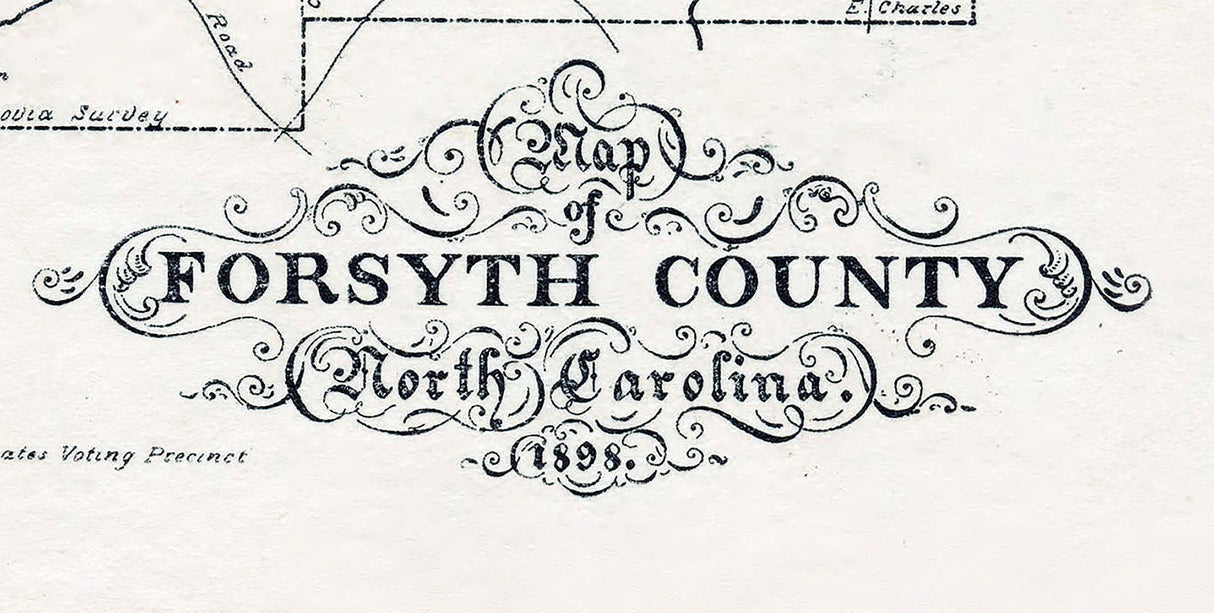 E. Charles
Road
ovia Survey
Map
of
FORSYTH COUNTY
North Carolina.
1898.
ates Voting Precinct